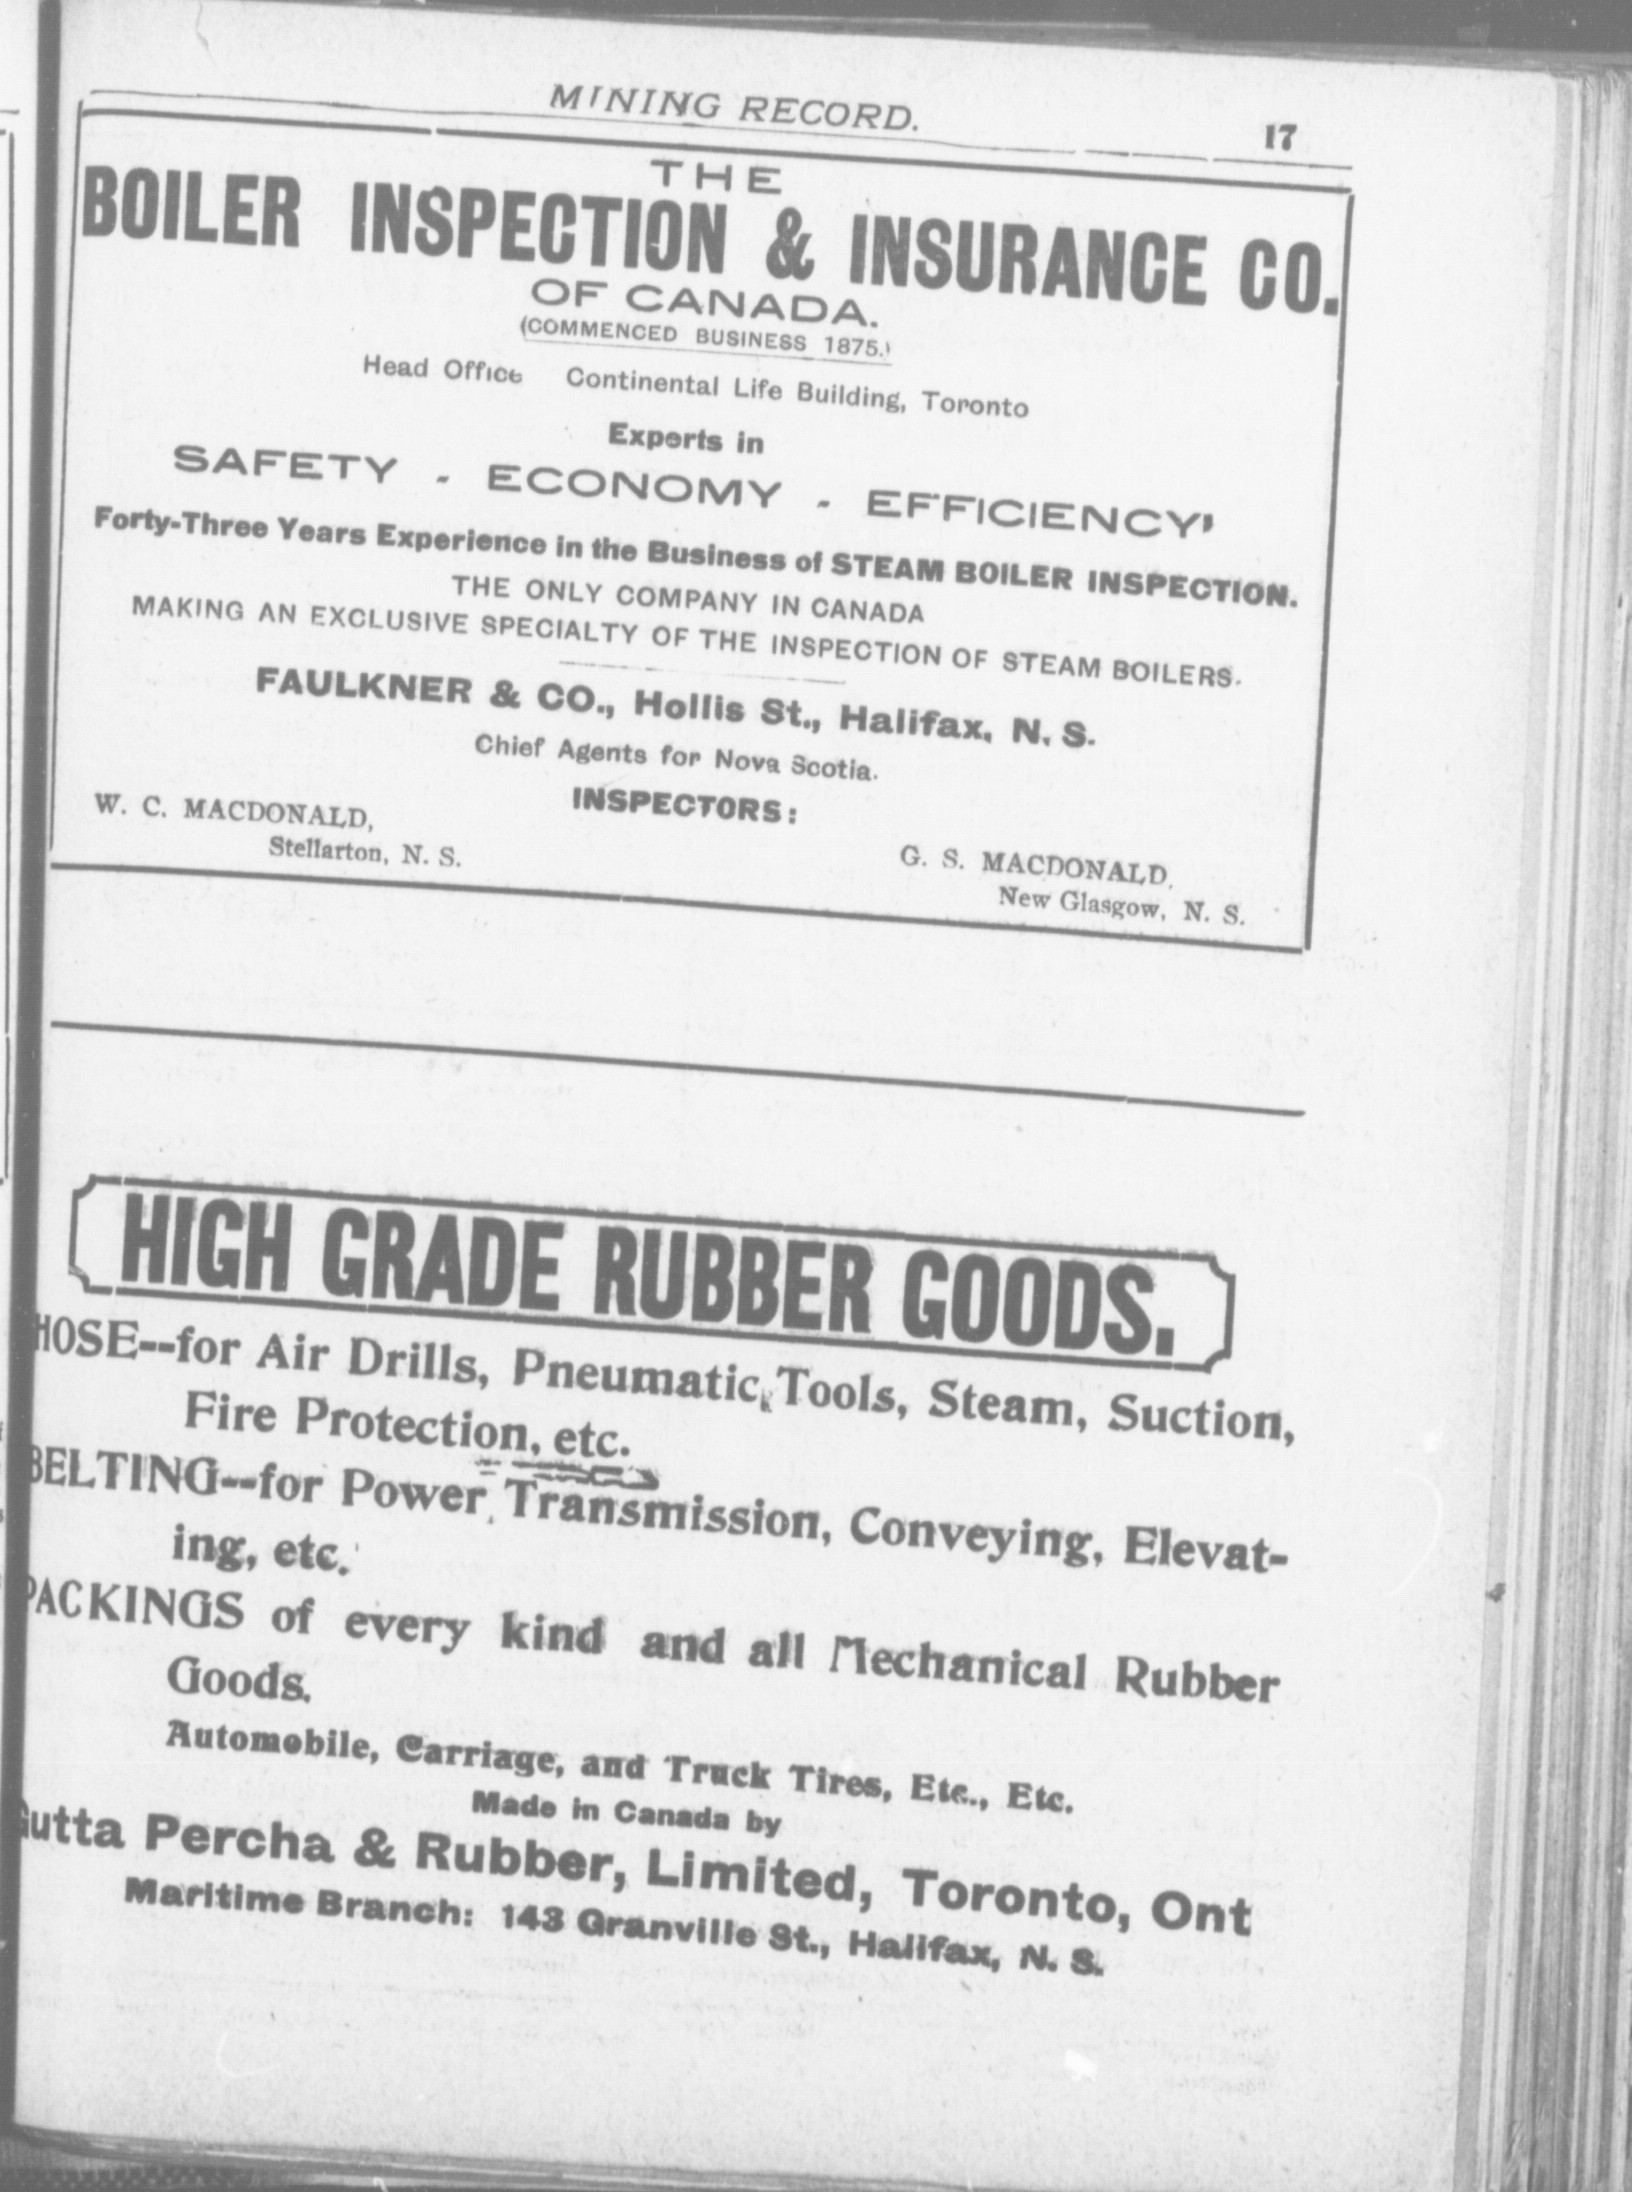 MINING RECORD.
17
THE
BOILER INSPECTION & INSURANCE CO.
OF CANADA.
(COMMENCED BUSINESS 1875.)
Head Office Continental Life Building, Toronto
Experts in
SAFETY - ECONOMY - EFFICIENCY'
Forty-Three Years Experience in the Business of STEAM BOILER INSPECTION.
THE ONLY COMPANY IN CANADA
MAKING AN EXCLUSIVE SPECIALTY OF THE INSPECTION OF STEAM BOILERS.
FAULKNER & CO., Hollis St., Halifax, N. S.
Chief Agents for Nova Scotia.
INSPECTORS:
W. C. MACDONALD,
Stellarton, N. S.
G. S. MACDONALD,
New Glasgow, N. S.
HIGH GRADE RUBBER GOODS.
HOSE--for Air Drills, Pneumatic Tools, Steam, Suction,
Fire Protection, etc.
BELTING--for Power Transmission, Conveying, Elevat-
ing, etc.
PACKINGS of every kind and all Mechanical Rubber
Goods.
Automobile, Carriage, and Truck Tires, Etc., Etc.
Made in Canada by
Gutta Percha & Rubber, Limited, Toronto, Ont
Maritime Branch: 143 Granville St., Halifax, N. S.